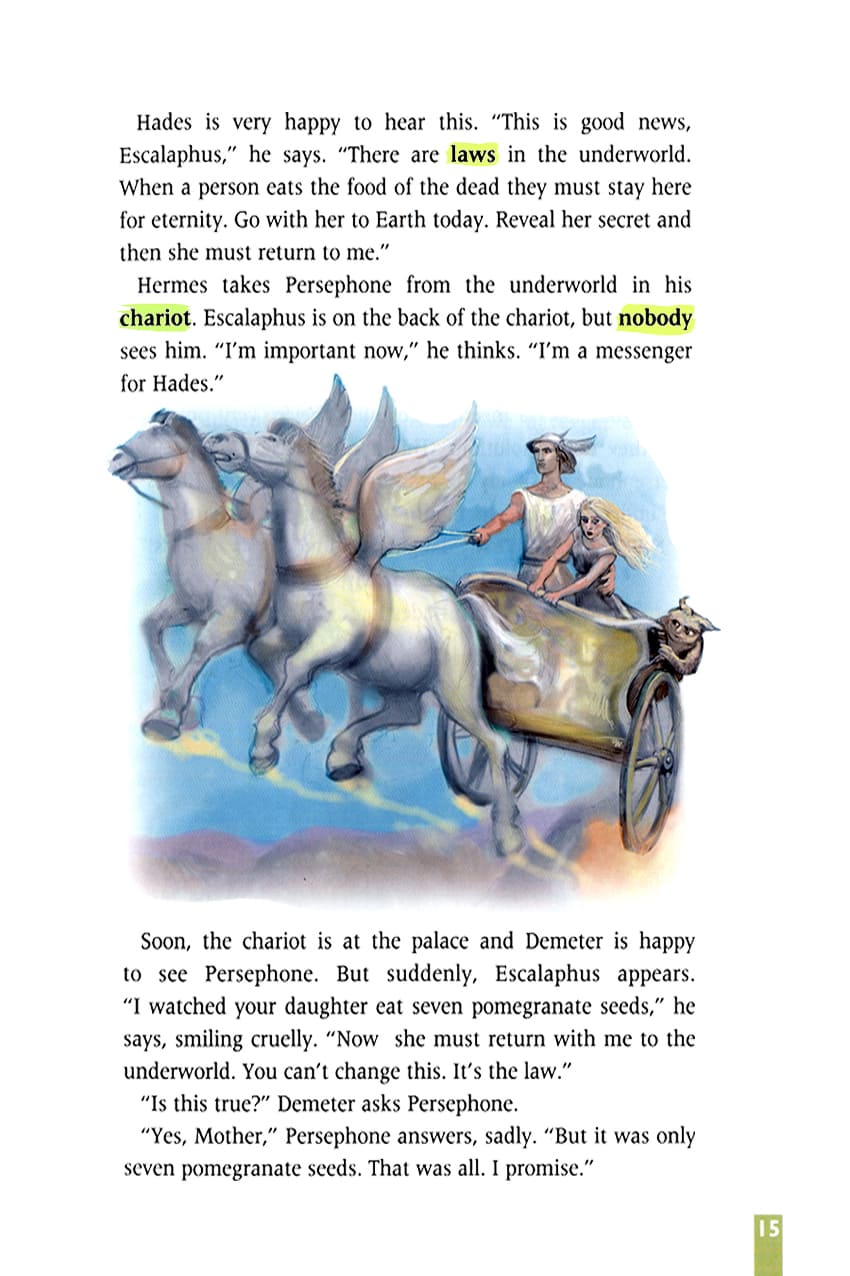 Hades is very happy to hear this. “This is good news,
Escalaphus,” he says. “There are laws in the underworld.
When a person eats the food of the dead they must stay here
for eternity. Go with her to Earth today. Reveal her secret and
then she must return to me.”
Hermes takes Persephone from the underworld in his
chariot. Escalaphus is on the back of the chariot, but nobody
sees him. “I’m important now,” he thinks. “I’m a messenger
for Hades.”
Soon, the chariot is at the palace and Demeter is happy
to see Persephone. But suddenly, Escalaphus appears.
“I watched your daughter eat seven pomegranate seeds,” he
says, smiling cruelly. “Now she must return with me to the
underworld. You can’t change this. It’s the law.”
“Is this true?” Demeter asks Persephone.
“Yes, Mother,” Persephone answers, sadly. “But it was only
seven pomegranate seeds. That was all. I promise.”
15